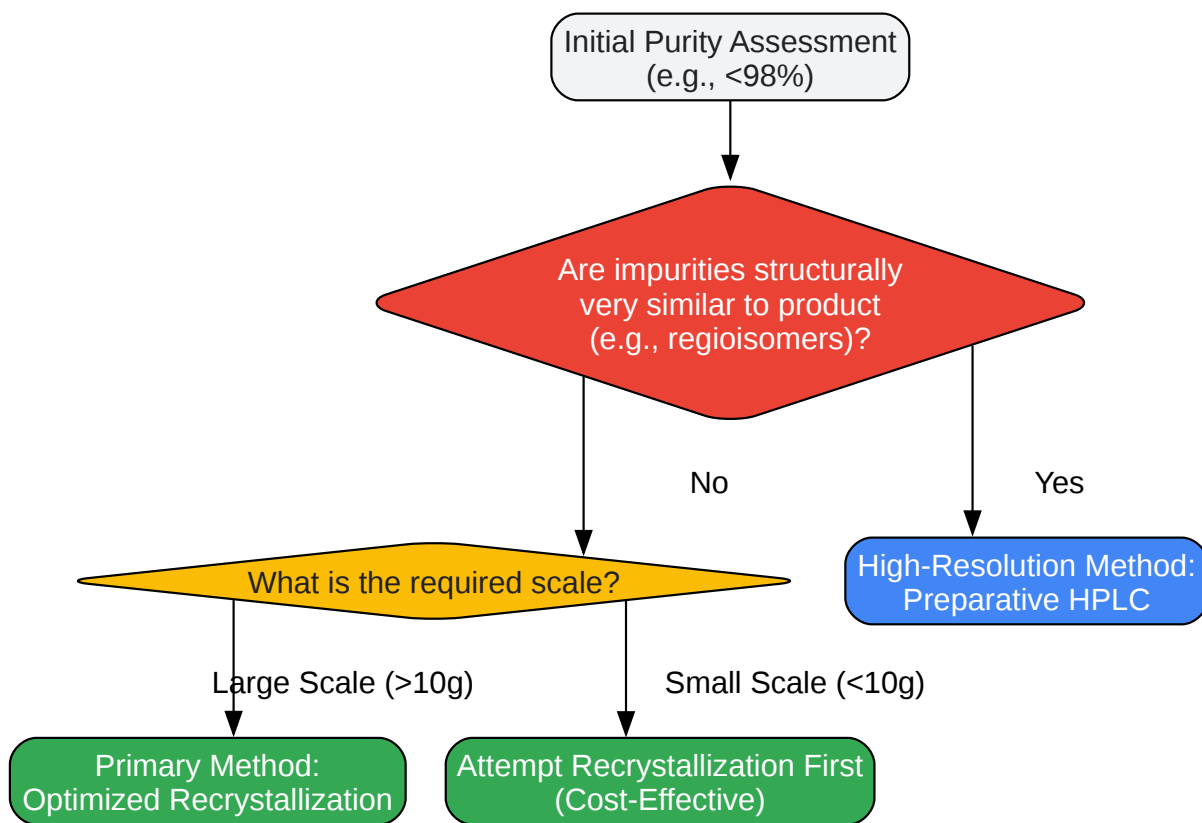 Initial Purity Assessment
(e.g., <98%)
Are impurities structurally
very similar to product
(e.g., regioisomers)?
No
Yes
What is the required scale?
High-Resolution Method:
Preparative HPLC
Large Scale (>10g)
Small Scale (<10g)
Primary Method:
Optimized Recrystallization
Attempt Recrystallization First
(Cost-Effective)